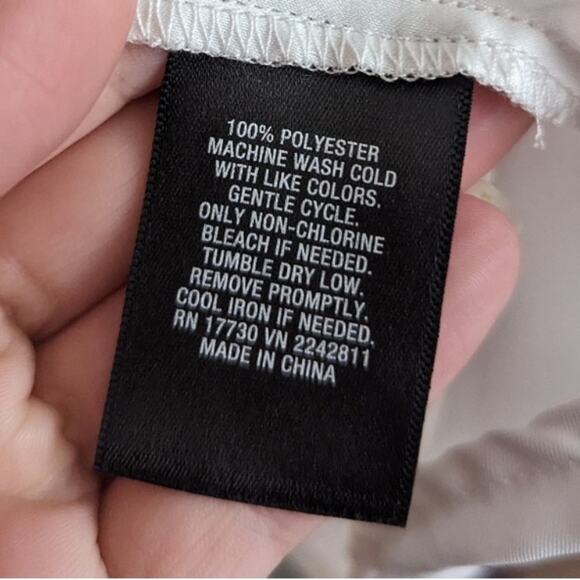 100% POLYESTER
MACHINE WASH COLD
WITH LIKE COLORS.
GENTLE CYCLE.
ONLY NON-CHLORINE
BLEACH IF NEEDED.
TUMBLE DRY LOW.
REMOVE PROMPTLY.
COOL IRON IF NEEDED.
RN 17730 VN 2242811
MADE IN CHINA